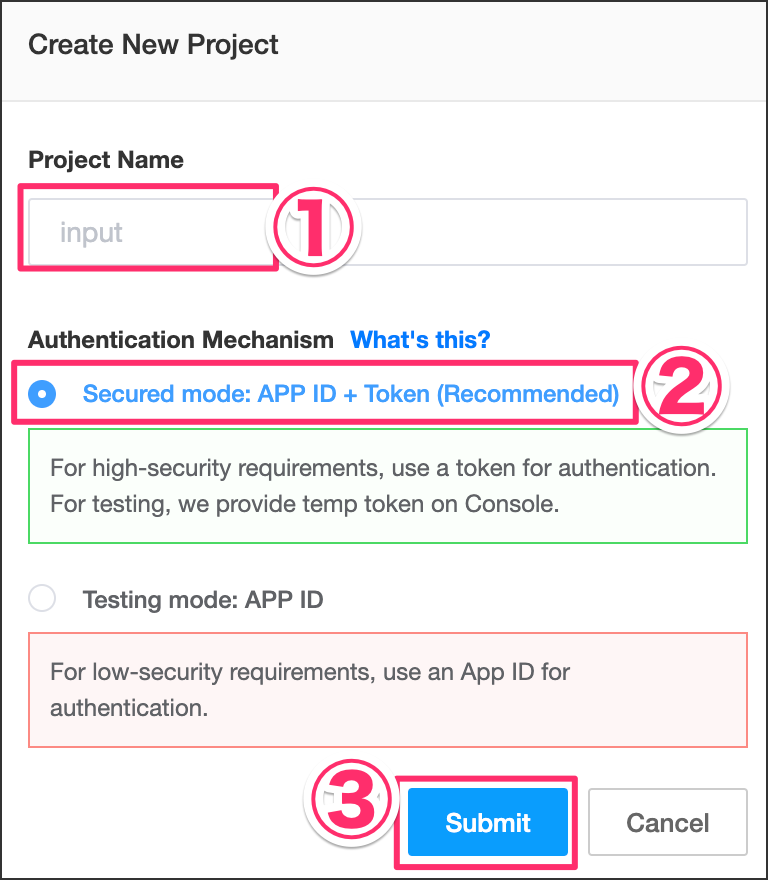 Create New Project
Project Name
input
①
Authentication Mechanism What's this?
Secured mode: APP ID + Token (Recommended)
②
For high-security requirements, use a token for authentication.
For testing, we provide temp token on Console.
Testing mode: APP ID
For low-security requirements, use an App ID for
authentication.
③
Submit
Cancel